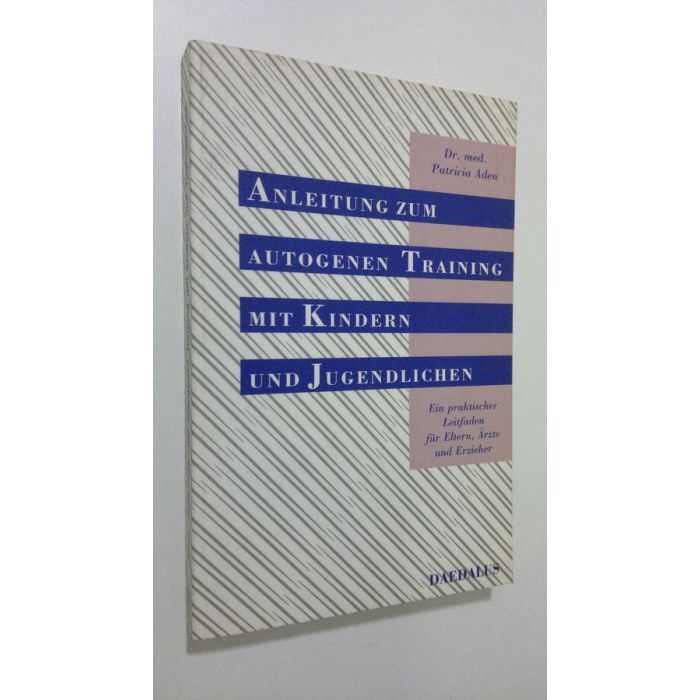 Dr. med.
Patricia Aden
ANLEITUNG ZUM
AUTOGENEN TRAINING
MIT KINDERN
UND JUGENDLICHEN
Ein praktischer
Leitfaden
für Eltern, Ärzte
und Erzieher
DAEDALUS